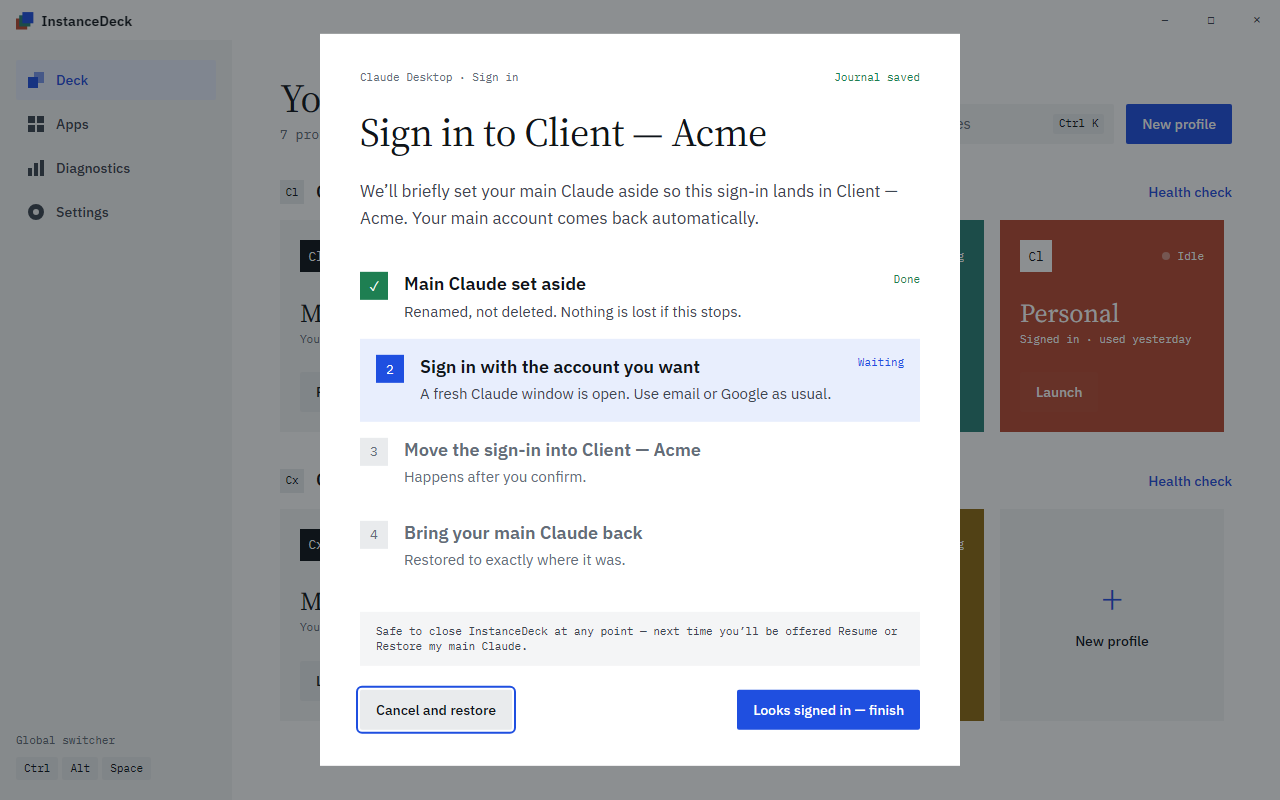 InstanceDeck
Deck
Apps
Diagnostics
Settings
Global switcher
Ctrl Alt Space
7
Ctrl K
New profile
Cl
Health check
Cl
Idle
Personal
Signed in · used yesterday
Launch
Cx
Health check
New profile
Claude Desktop · Sign in
Journal saved
Sign in to Client — Acme
We’ll briefly set your main Claude aside so this sign-in lands in Client —
Acme. Your main account comes back automatically.
✓
Main Claude set aside
Done
Renamed, not deleted. Nothing is lost if this stops.
2
Sign in with the account you want
Waiting
A fresh Claude window is open. Use email or Google as usual.
3
Move the sign-in into Client — Acme
Happens after you confirm.
4
Bring your main Claude back
Restored to exactly where it was.
Safe to close InstanceDeck at any point — next time you’ll be offered Resume or
Restore my main Claude.
Cancel and restore
Looks signed in — finish